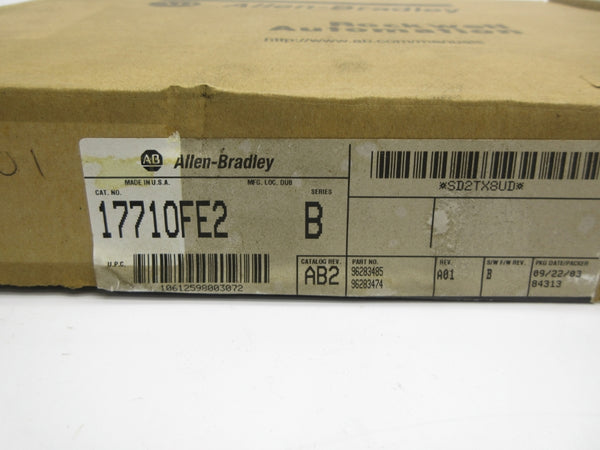 Allen-Bradley
Rockwell
Automation
http://www.ab.com/manuals
AB Allen-Bradley
MADE IN U.S.A. MFG. LOC. DUB
CAT. NO. SERIES
1771OFE2 B
*SD2TX8UD*
U.P.C.
10612598003072
CATALOG REV.
AB2
PART NO.
96283485
96283474
REV.
A01
S/W F/W REV.
B
PKG DATE/PACKER
09/22/03
84313